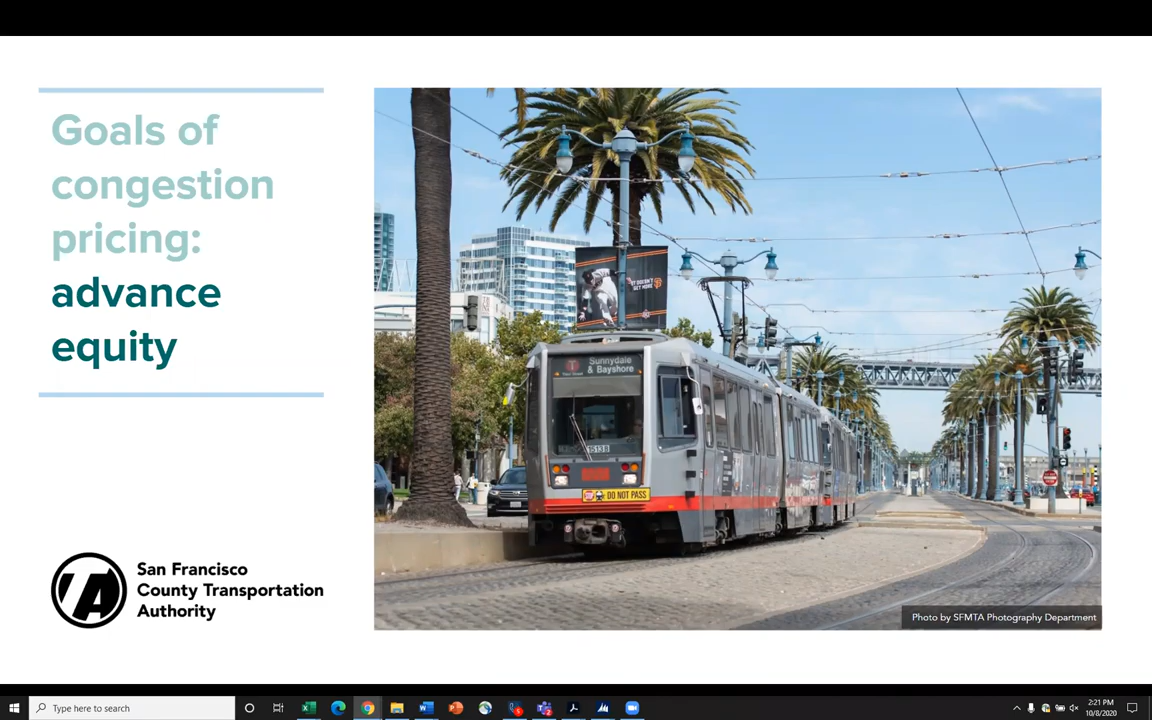 Goals of
congestion
pricing:
advance
equity
San Francisco
County Transportation
Authority
Sunnydale
& Bayshore
DO NOT PASS
Photo by SFMTA Photography Department
Type here to search
2:21 PM
10/8/2020